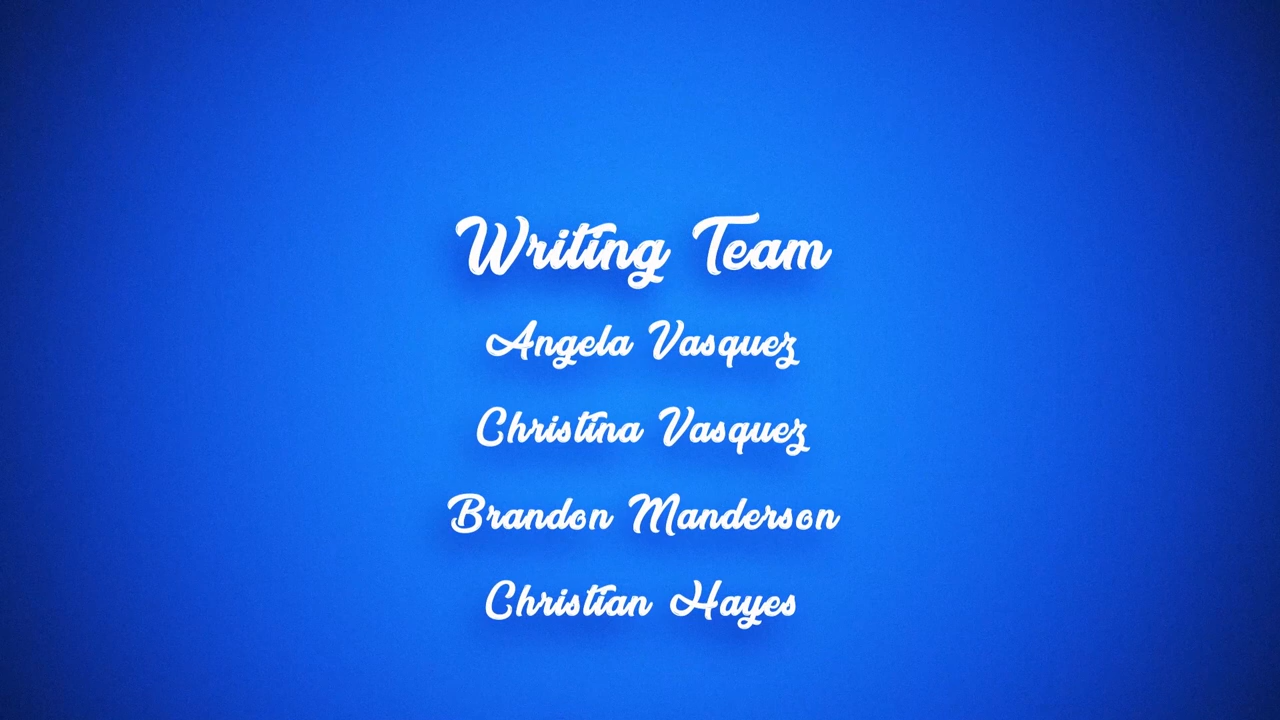 Writing Team
Angela Vasquez
Christina Vasquez
Brandon Manderson
Christian Hayes